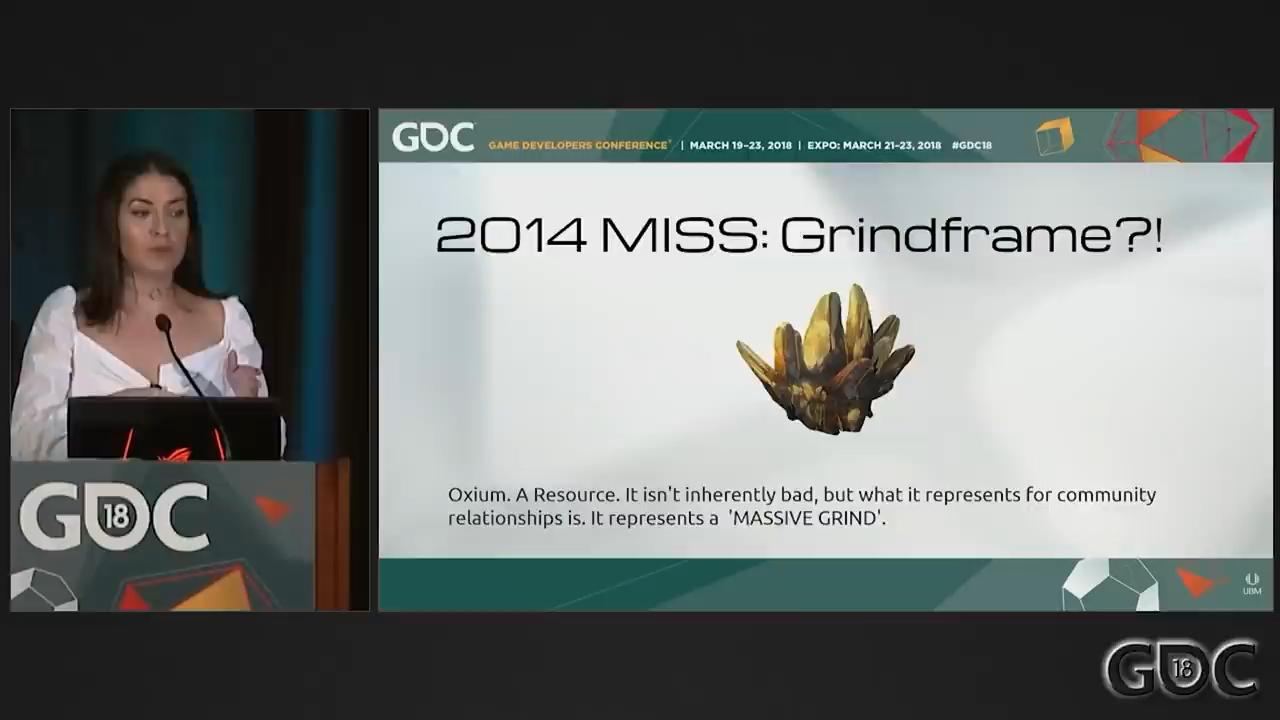 GDC
GAME DEVELOPERS CONFERENCE® | MARCH 19–23, 2018 | EXPO: MARCH 21–23, 2018 #GDC18
2014 MISS: Grindframe?!
Oxium. A Resource. It isn't inherently bad, but what it represents for community
relationships is. It represents a 'MASSIVE GRIND'.
GDC
18
UBM
GDC
18